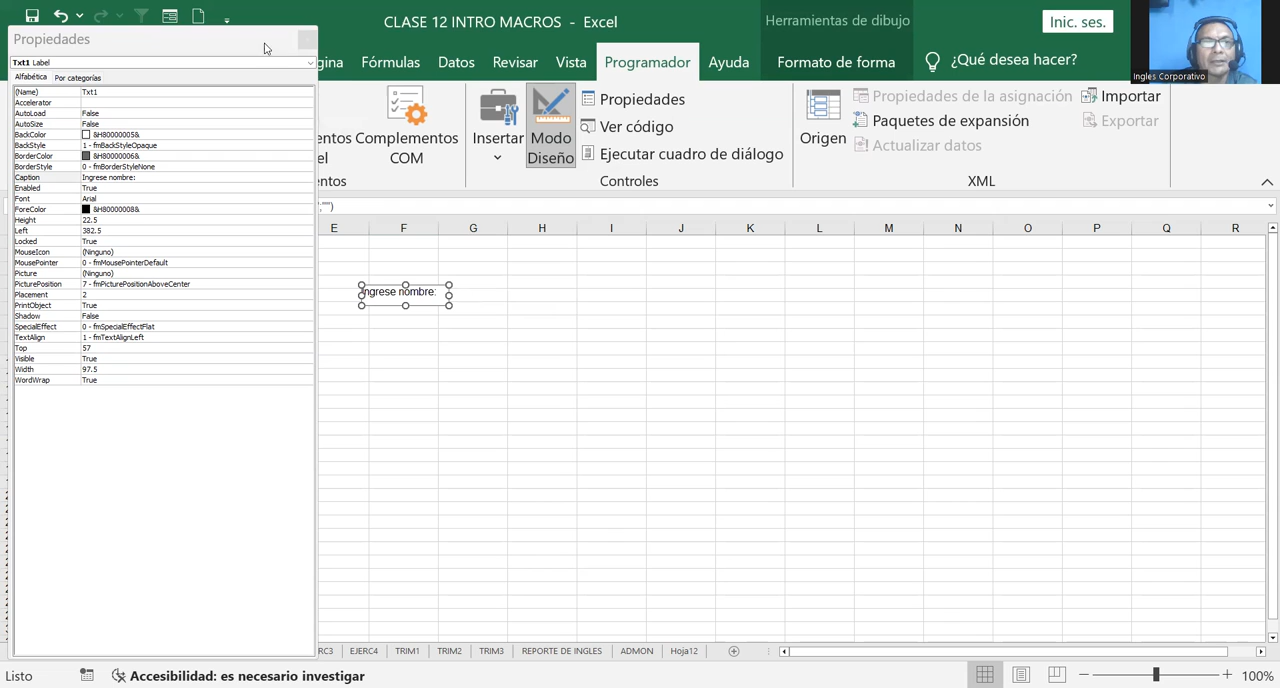 CLASE 12 INTRO MACROS - Excel
Herramientas de dibujo
Inic. ses.
Ingles Corporativo
Propiedades
Txt1 Label
Alfabética Por categorías
(Name) Txt1
Accelerator
AutoLoad False
AutoSize False
BackColor &H80000005&
BackStyle 1 - fmBackStyleOpaque
BorderColor &H80000006&
BorderStyle 0 - fmBorderStyleNone
Caption Ingrese nombre:
Enabled True
Font Arial
ForeColor &H80000008&
Height 22.5
Left 382.5
Locked True
MouseIcon (Ninguno)
MousePointer 0 - fmMousePointerDefault
Picture (Ninguno)
PicturePosition 7 - fmPicturePositionAboveCenter
Placement 2
PrintObject True
Shadow False
SpecialEffect 0 - fmSpecialEffectFlat
TextAlign 1 - fmTextAlignLeft
Top 57
Visible True
Width 97.5
WordWrap True
gina Fórmulas Datos Revisar Vista Programador Ayuda Formato de forma ¿Qué desea hacer?
entos
el
Complementos
COM
Insertar
Modo
Diseño
Propiedades
Ver código
Ejecutar cuadro de diálogo
Origen
Propiedades de la asignación
Paquetes de expansión
Actualizar datos
Importar
Exportar
entos Controles XML
;"")
E F G H I J K L M N O P Q R
Ingrese nombre:
RC3 EJERC4 TRIM1 TRIM2 TRIM3 REPORTE DE INGLES ADMON Hoja12
Listo Accesibilidad: es necesario investigar 100%